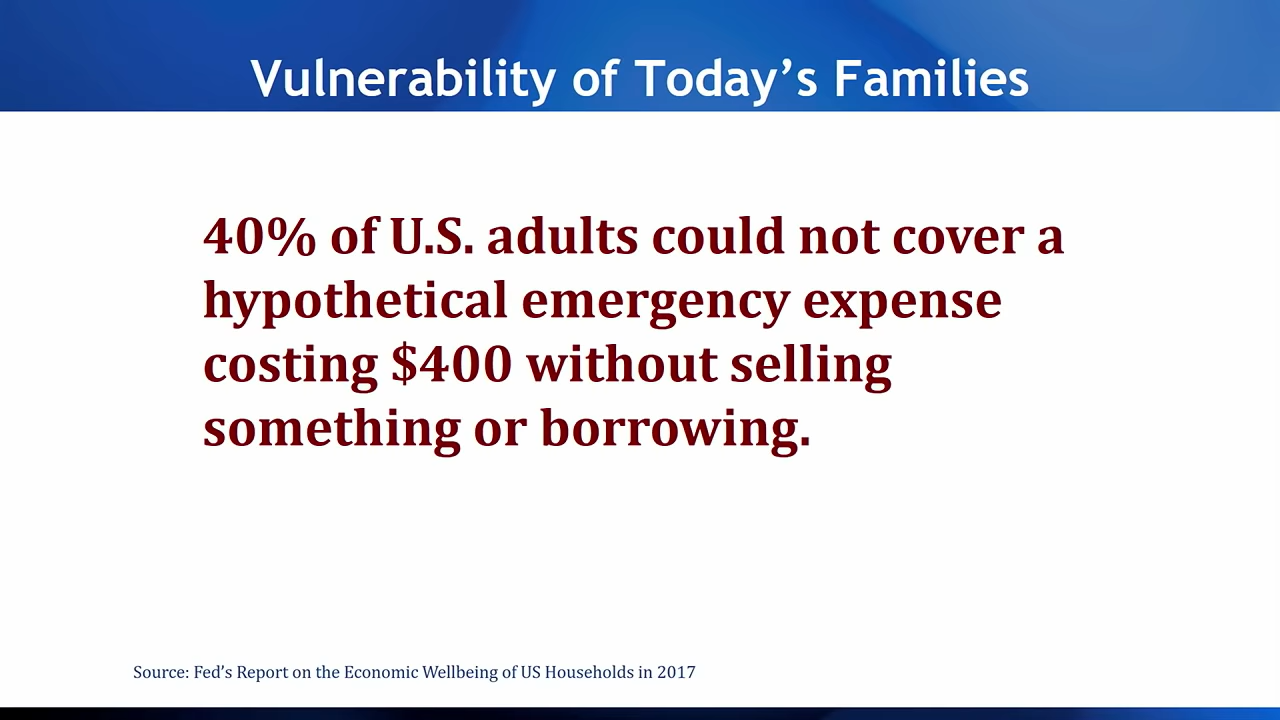 Vulnerability of Today's Families
40% of U.S. adults could not cover a
hypothetical emergency expense
costing $400 without selling
something or borrowing.
Source: Fed's Report on the Economic Wellbeing of US Households in 2017